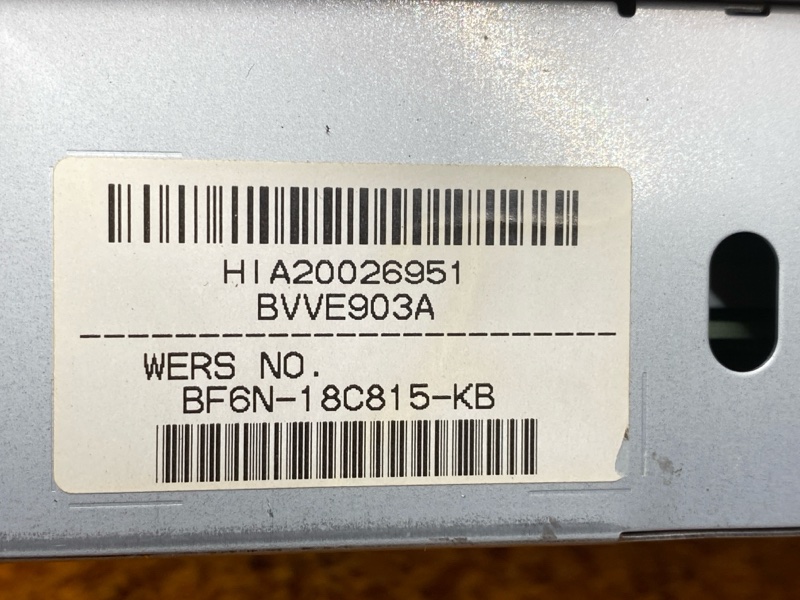 HIA20026951
BVVE903A
WERS NO.
BF6N-18C815-KB